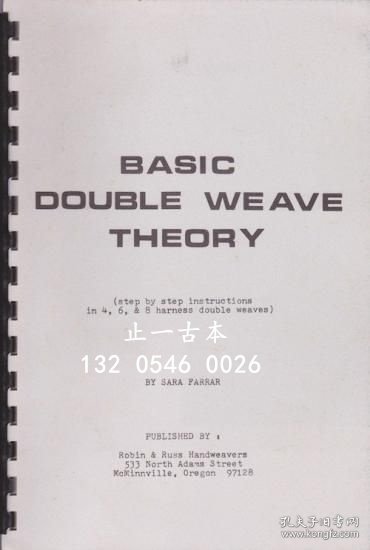 BASIC
DOUBLE WEAVE
THEORY
(step by step instructions
in 4, 6, & 8 harness double weaves)
止一古本
132 0546 0026
BY SARA FARRAR
PUBLISHED BY :
Robin & Russ Handweavers
533 North Adams Street
McMinnville, Oregon 97128
孔夫子旧书网
www.kongfz.com